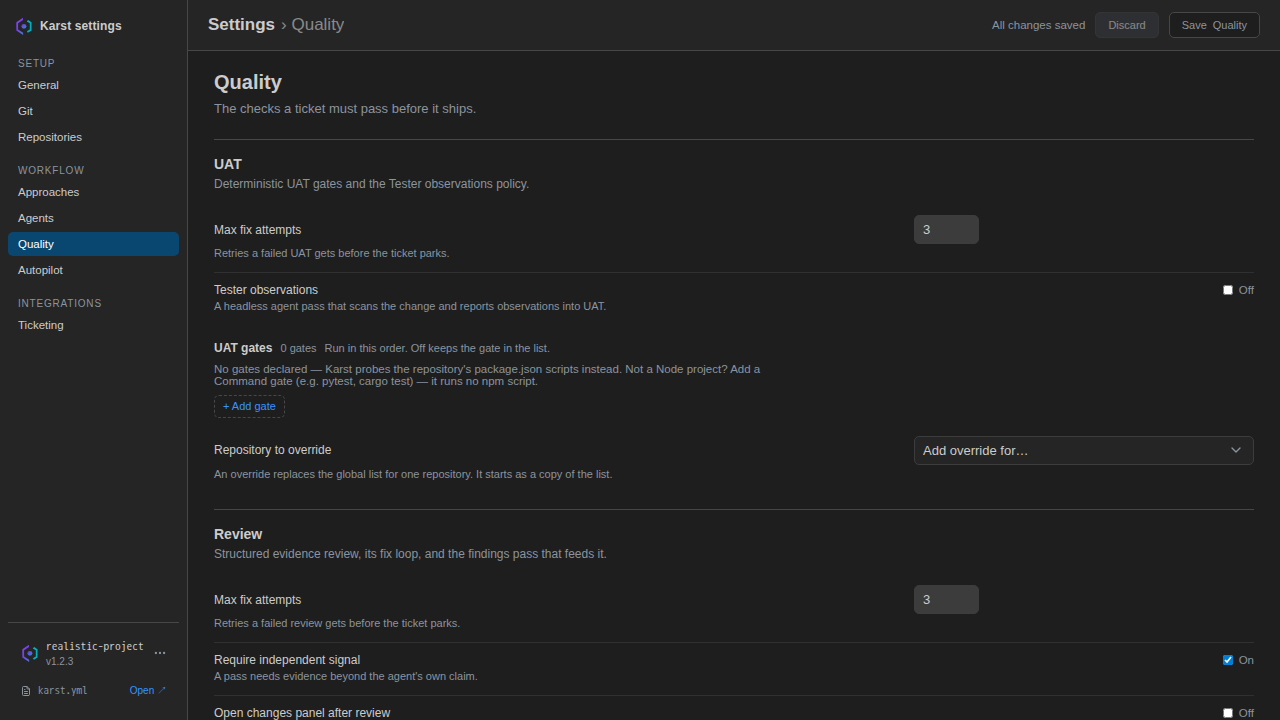 Karst settings
Settings › Quality
All changes saved
Discard
Save Quality
SETUP
General
Git
Repositories
WORKFLOW
Approaches
Agents
Quality
Autopilot
INTEGRATIONS
Ticketing
realistic-project
v1.2.3
karst.yml
Open ↗
Quality
The checks a ticket must pass before it ships.
UAT
Deterministic UAT gates and the Tester observations policy.
Max fix attempts
3
Retries a failed UAT gets before the ticket parks.
Tester observations
Off
A headless agent pass that scans the change and reports observations into UAT.
UAT gates 0 gates Run in this order. Off keeps the gate in the list.
No gates declared — Karst probes the repository's package.json scripts instead. Not a Node project? Add a
Command gate (e.g. pytest, cargo test) — it runs no npm script.
+ Add gate
Repository to override
Add override for…
An override replaces the global list for one repository. It starts as a copy of the list.
Review
Structured evidence review, its fix loop, and the findings pass that feeds it.
Max fix attempts
3
Retries a failed review gets before the ticket parks.
Require independent signal
On
A pass needs evidence beyond the agent's own claim.
Open changes panel after review
Off